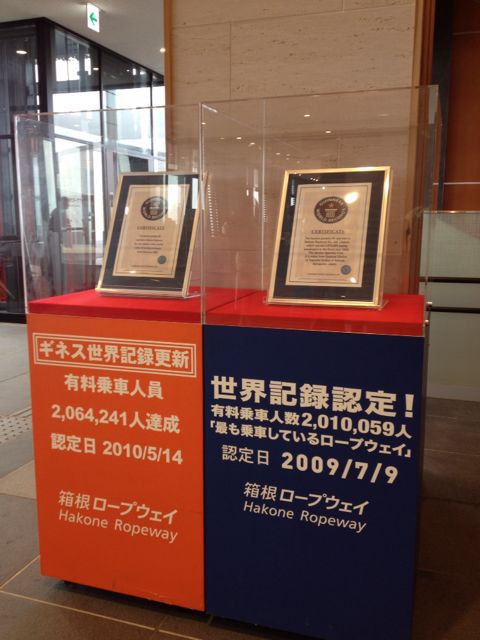 ギネス世界記録更新
有料乗車人員
2,064,241人達成
認定日 2010/5/14
箱根ロープウェイ
Hakone Ropeway
世界記録認定!
有料乗車人数2,010,059人
「最も乗車しているロープウェイ」
認定日 2009/7/9
箱根ロープウェイ
Hakone Ropeway
CERTIFICATE
CERTIFICATE